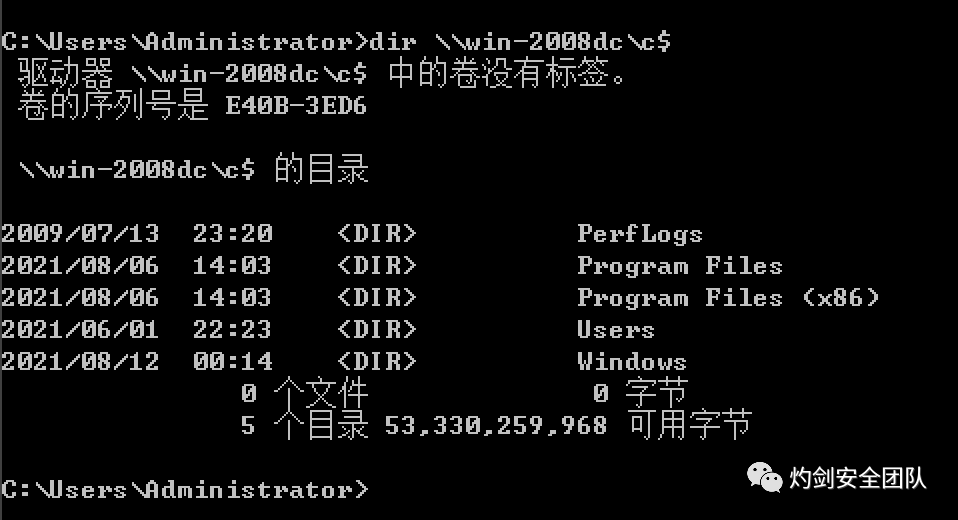 C:\Users\Administrator>dir \\win-2008dc\c$
驱动器 \\win-2008dc\c$ 中的卷没有标签。
卷的序列号是 E40B-3ED6
\\win-2008dc\c$ 的目录
2009/07/13  23:20    <DIR>          PerfLogs
2021/08/06  14:03    <DIR>          Program Files
2021/08/06  14:03    <DIR>          Program Files (x86)
2021/06/01  22:23    <DIR>          Users
2021/08/12  00:14    <DIR>          Windows
0 个文件              0 字节
5 个目录 53,330,259,968 可用字节
C:\Users\Administrator>
灼剑安全团队